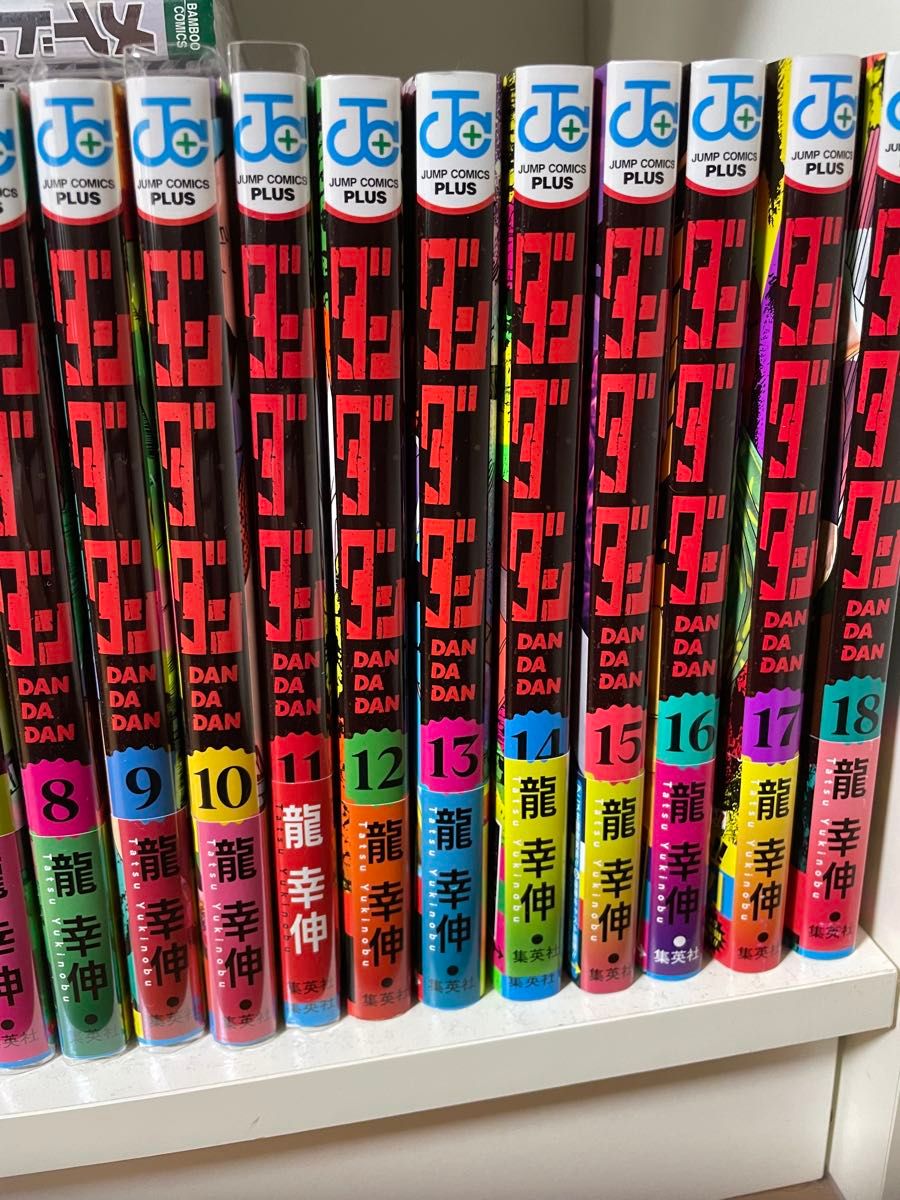 BAMBOO
COMICS
JUMP COMICS
PLUS
ダンダダン
DAN
DA
DAN
8
龍 幸伸
Tatsu Yukinobu
集英社
JUMP COMICS
PLUS
ダンダダン
DAN
DA
DAN
9
龍 幸伸
Tatsu Yukinobu
集英社
JUMP COMICS
PLUS
ダンダダン
DAN
DA
DAN
10
龍 幸伸
Tatsu Yukinobu
集英社
JUMP COMICS
PLUS
ダンダダン
DAN
DA
DAN
11
龍 幸伸
Tatsu Yukinobu
集英社
JUMP COMICS
PLUS
ダンダダン
DAN
DA
DAN
12
龍 幸伸
Tatsu Yukinobu
集英社
JUMP COMICS
PLUS
ダンダダン
DAN
DA
DAN
13
龍 幸伸
Tatsu Yukinobu
集英社
JUMP COMICS
PLUS
ダンダダン
DAN
DA
DAN
14
龍 幸伸
Tatsu Yukinobu
集英社
JUMP COMICS
PLUS
ダンダダン
DAN
DA
DAN
15
龍 幸伸
Tatsu Yukinobu
集英社
JUMP COMICS
PLUS
ダンダダン
DAN
DA
DAN
16
龍 幸伸
Tatsu Yukinobu
集英社
JUMP COMICS
PLUS
ダンダダン
DAN
DA
DAN
17
龍 幸伸
Tatsu Yukinobu
集英社
DAN
DA
DAN
18
龍 幸伸
Tatsu Yukinobu
集英社